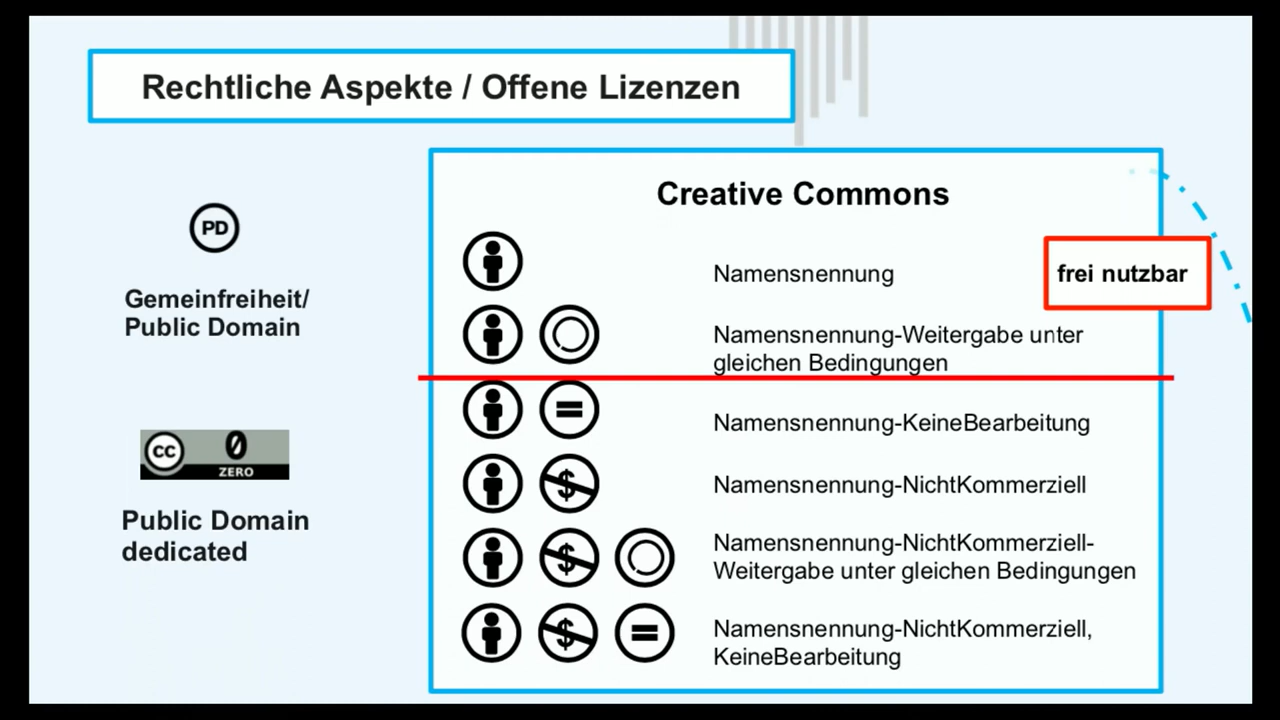 Rechtliche Aspekte / Offene Lizenzen
PD
Gemeinfreiheit/
Public Domain
cc 0
ZERO
Public Domain
dedicated
Creative Commons
Namensnennung
frei nutzbar
Namensnennung-Weitergabe unter
gleichen Bedingungen
=
Namensnennung-KeineBearbeitung
$
Namensnennung-NichtKommerziell
$
Namensnennung-NichtKommerziell-
Weitergabe unter gleichen Bedingungen
$ =
Namensnennung-NichtKommerziell,
KeineBearbeitung